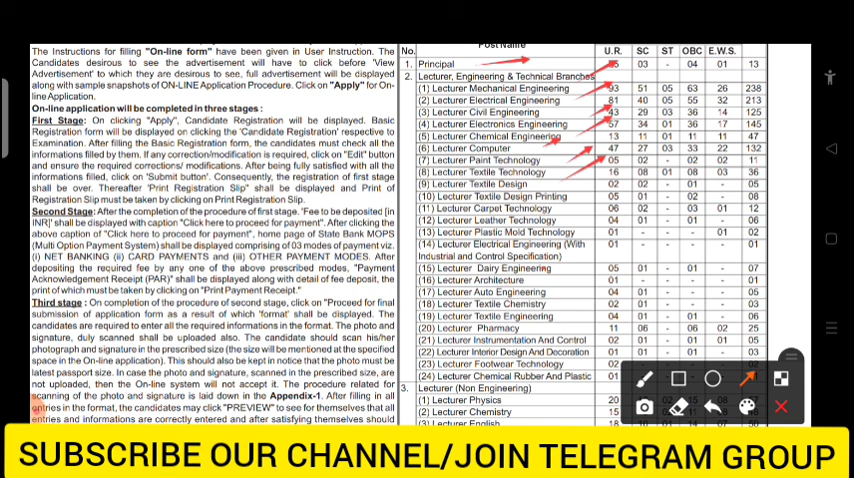 The Instructions for filling "On-line form" have been given in User Instruction. The
Candidates desirous to see the advertisement will have to click before 'View
Advertisement' to which they are desirous to see, full advertisement will be displayed
along with sample snapshots of ON-LINE Application Procedure. Click on "Apply" for On-
line Application.
On-line application will be completed in three stages :
First Stage: On clicking "Apply", Candidate Registration will be displayed. Basic
Registration form will be displayed on clicking the 'Candidate Registration' respective to
Examination. After filling the Basic Registration form, the candidates must check all the
informations filled by them. If any correction/modification is required, click on "Edit" button
and ensure the required corrections/ modifications. After being fully satisfied with all the
informations filled, click on 'Submit button'. Consequently, the registration of first stage
shall be over. Thereafter 'Print Registration Slip" shall be displayed and Print of
Registration Slip must be taken by clicking on Print Registration Slip.
Second Stage: After the completion of the procedure of first stage. 'Fee to be deposited [in
INR]' shall be displayed with caption "Click here to proceed for payment". After clicking the
above caption of "Click here to proceed for payment", home page of State Bank MOPS
(Multi Option Payment System) shall be displayed comprising of 03 modes of payment viz.
(i) NET BANKING (ii) CARD PAYMENTS and (iii) OTHER PAYMENT MODES. After
depositing the required fee by any one of the above prescribed modes, "Payment
Acknowledgement Receipt (PAR)" shall be displayed along with detail of fee deposit, the
print of which must be taken by clicking on "Print Payment Receipt."
Third stage : On completion of the procedure of second stage, click on "Proceed for final
submission of application form as a result of which 'format' shall be displayed. The
candidates are required to enter all the required informations in the format. The photo and
signature, duly scanned shall be uploaded also. The candidate should scan his/her
photograph and signature in the prescribed size (the size will be mentioned at the specified
space in the On-line application). This should also be kept in notice that the photo must be
latest passport size. In case the photo and signature, scanned in the prescribed size, are
not uploaded, then the On-line system will not accept it. The procedure related for
scanning of the photo and signature is laid down in the Appendix-1. After filling in all
entries in the format, the candidates may click "PREVIEW" to see for themselves that all
entries and informations are correctly entered and after satisfying themselves should
No. Post Name U.R. SC ST OBC E.W.S.
1. Principal 03 - 04 01 13
2. Lecturer, Engineering & Technical Branches
(1) Lecturer Mechanical Engineering 93 51 05 63 26 238
(2) Lecturer Electrical Engineering 81 40 05 55 32 213
(3) Lecturer Civil Engineering 43 29 03 36 14 125
(4) Lecturer Electronics Engineering 57 34 01 36 17 145
(5) Lecturer Chemical Engineering 13 11 01 11 11 47
(6) Lecturer Computer 47 27 03 33 22 132
(7) Lecturer Paint Technology 05 02 - 02 02 11
(8) Lecturer Textile Technology 16 08 01 08 03 36
(9) Lecturer Textile Design 02 02 - 01 - 05
(10) Lecturer Textile Design Printing 05 01 - 02 - 08
(11) Lecturer Carpet Technology 06 02 - 03 01 12
(12) Lecturer Leather Technology 04 01 - 01 - 06
(13) Lecturer Plastic Mold Technology 01 - - - 01 02
(14) Lecturer Electrical Engineering (With 01 - - - - 01
Industrial and Control Specification)
(15) Lecturer Dairy Engineering 05 01 - 01 - 07
(16) Lecturer Architecture 01 - - - - 01
(17) Lecturer Auto Engineering 04 01 - - - 05
(18) Lecturer Textile Chemistry 02 01 - - - 03
(19) Lecturer Textile Engineering 04 01 - 01 - 06
(20) Lecturer Pharmacy 11 06 - 06 02 25
(21) Lecturer Instrumentation And Control 02 01 - 01 01 05
(22) Lecturer Interior Design And Decoration 01 01 - 01 - 03
(23) Lecturer Footwear Technology 02
(24) Lecturer Chemical Rubber And Plastic 01
3. Lecturer (Non Engineering)
(1) Lecturer Physics 20
(2) Lecturer Chemistry 15
(3) Lecturer English 18
SUBSCRIBE OUR CHANNEL/JOIN TELEGRAM GROUP